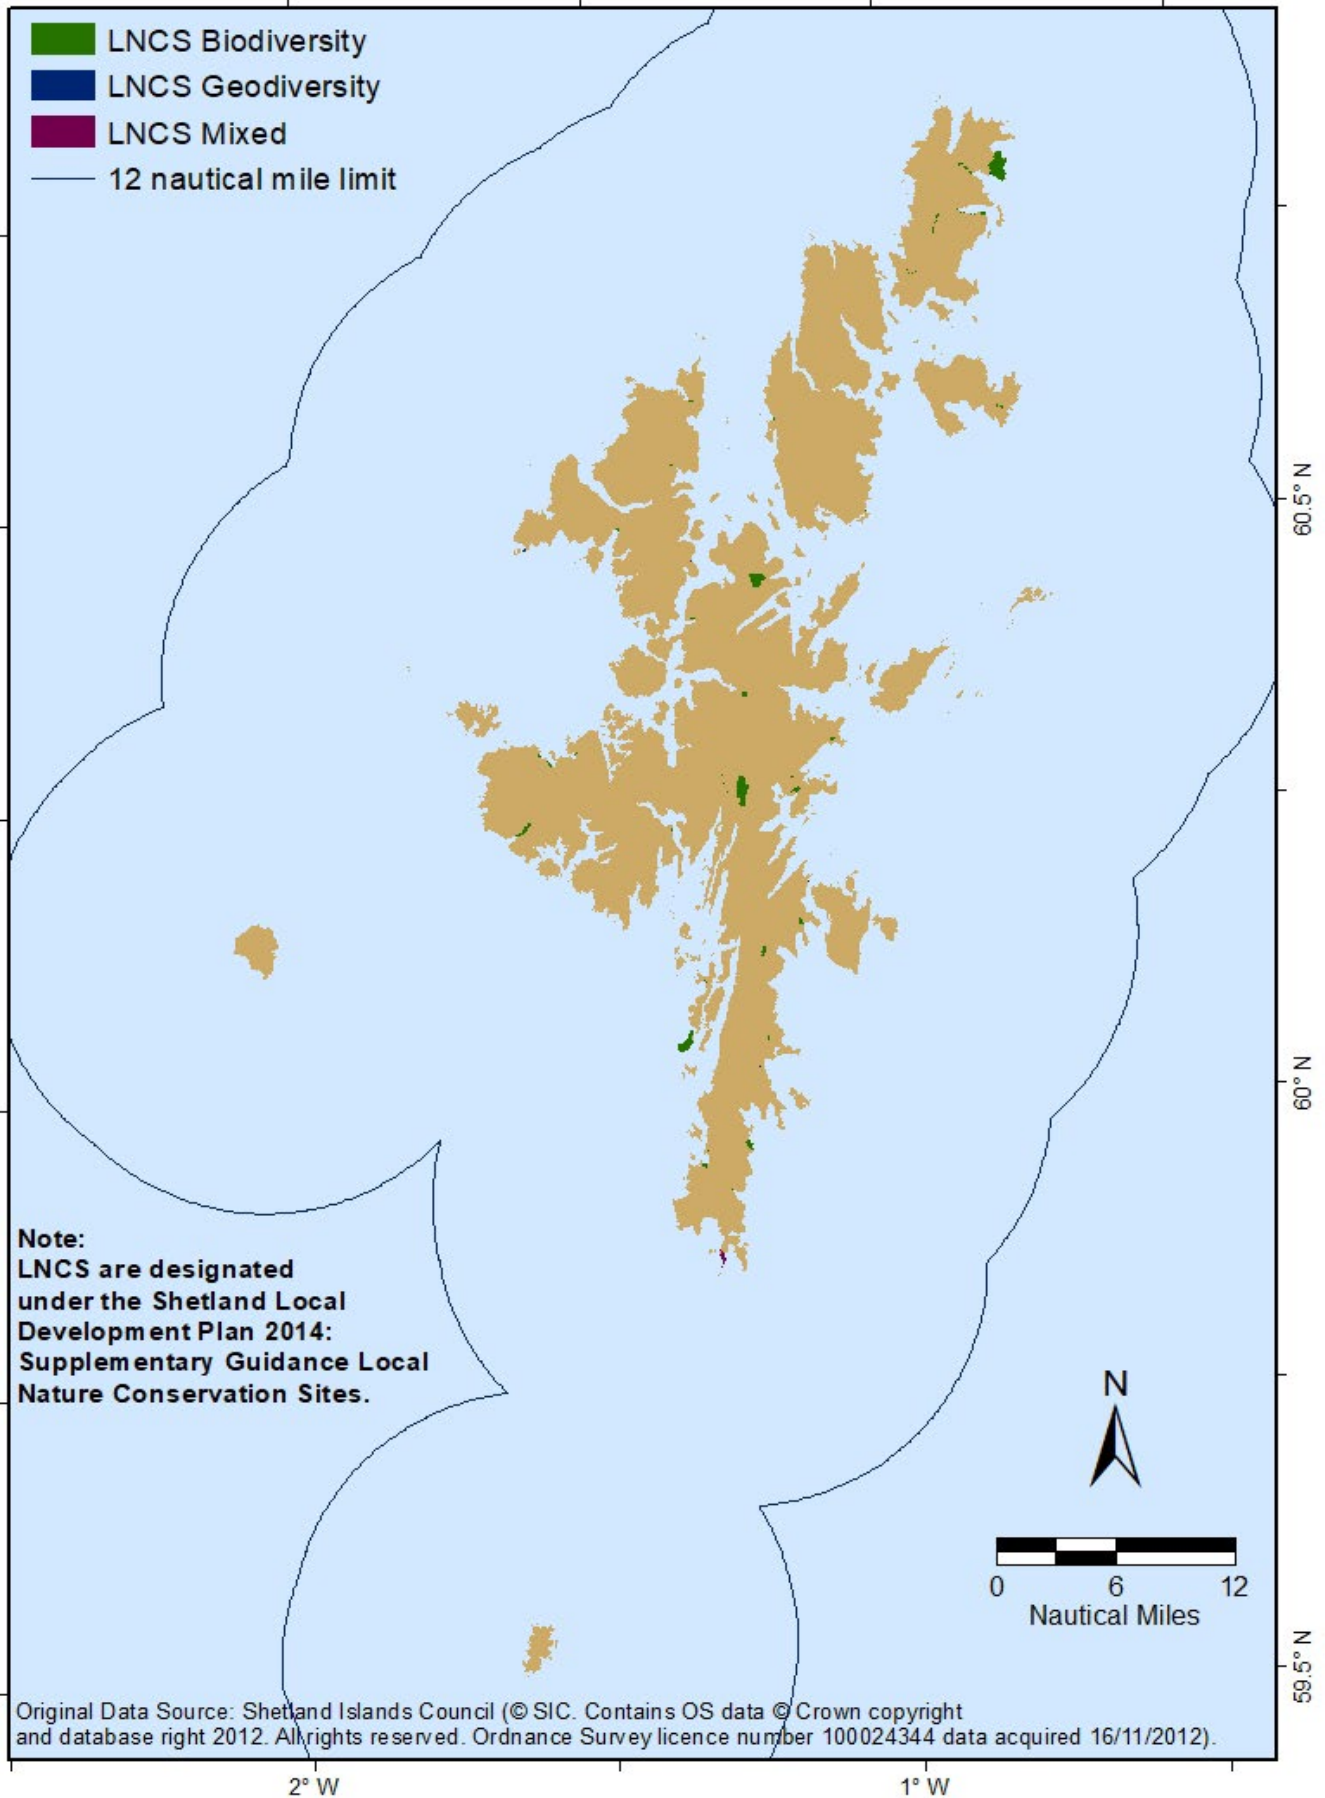 LNCS Biodiversity
LNCS Geodiversity
LNCS Mixed
12 nautical mile limit
60.5° N
60° N
Note:
LNCS are designated
under the Shetland Local
Development Plan 2014:
Supplementary Guidance Local
Nature Conservation Sites.
N
0 6 12
Nautical Miles
59.5° N
Original Data Source: Shetland Islands Council (© SIC. Contains OS data © Crown copyright
and database right 2012. All rights reserved. Ordnance Survey licence number 100024344 data acquired 16/11/2012).
2° W 1° W